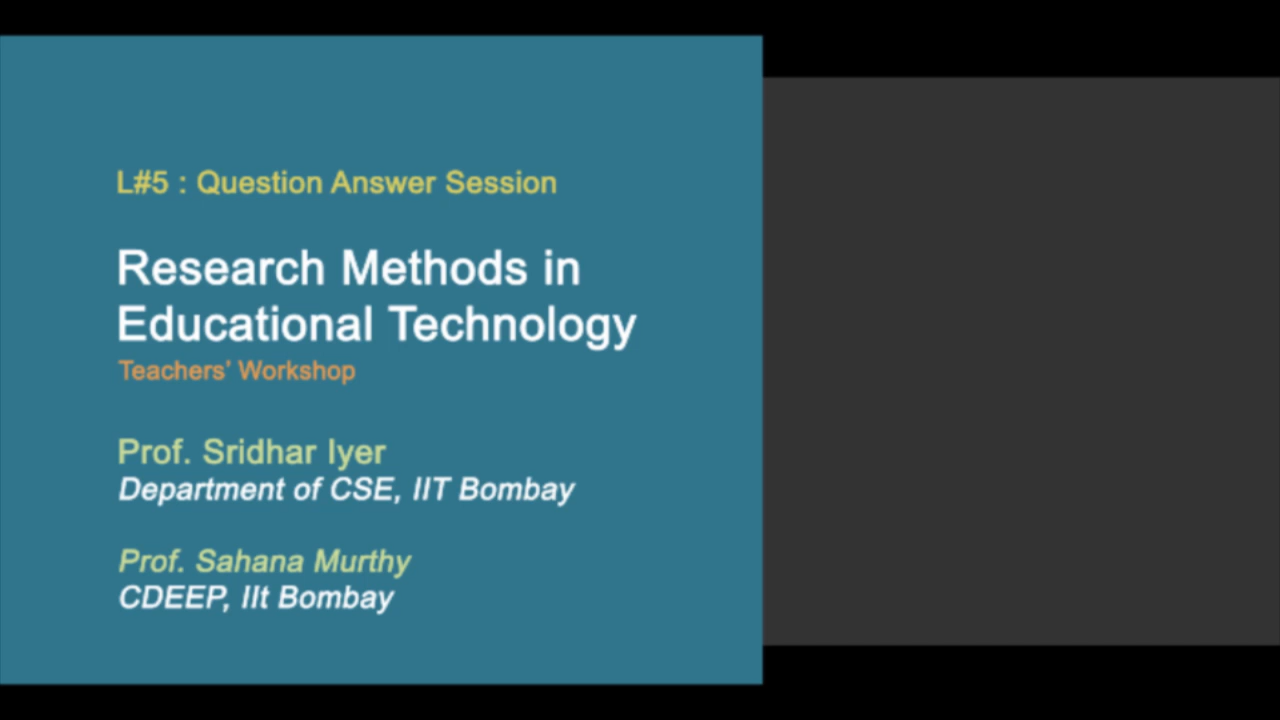 L#5 : Question Answer Session
Research Methods in
Educational Technology
Teachers' Workshop
Prof. Sridhar Iyer
Department of CSE, IIT Bombay
Prof. Sahana Murthy
CDEEP, IIt Bombay